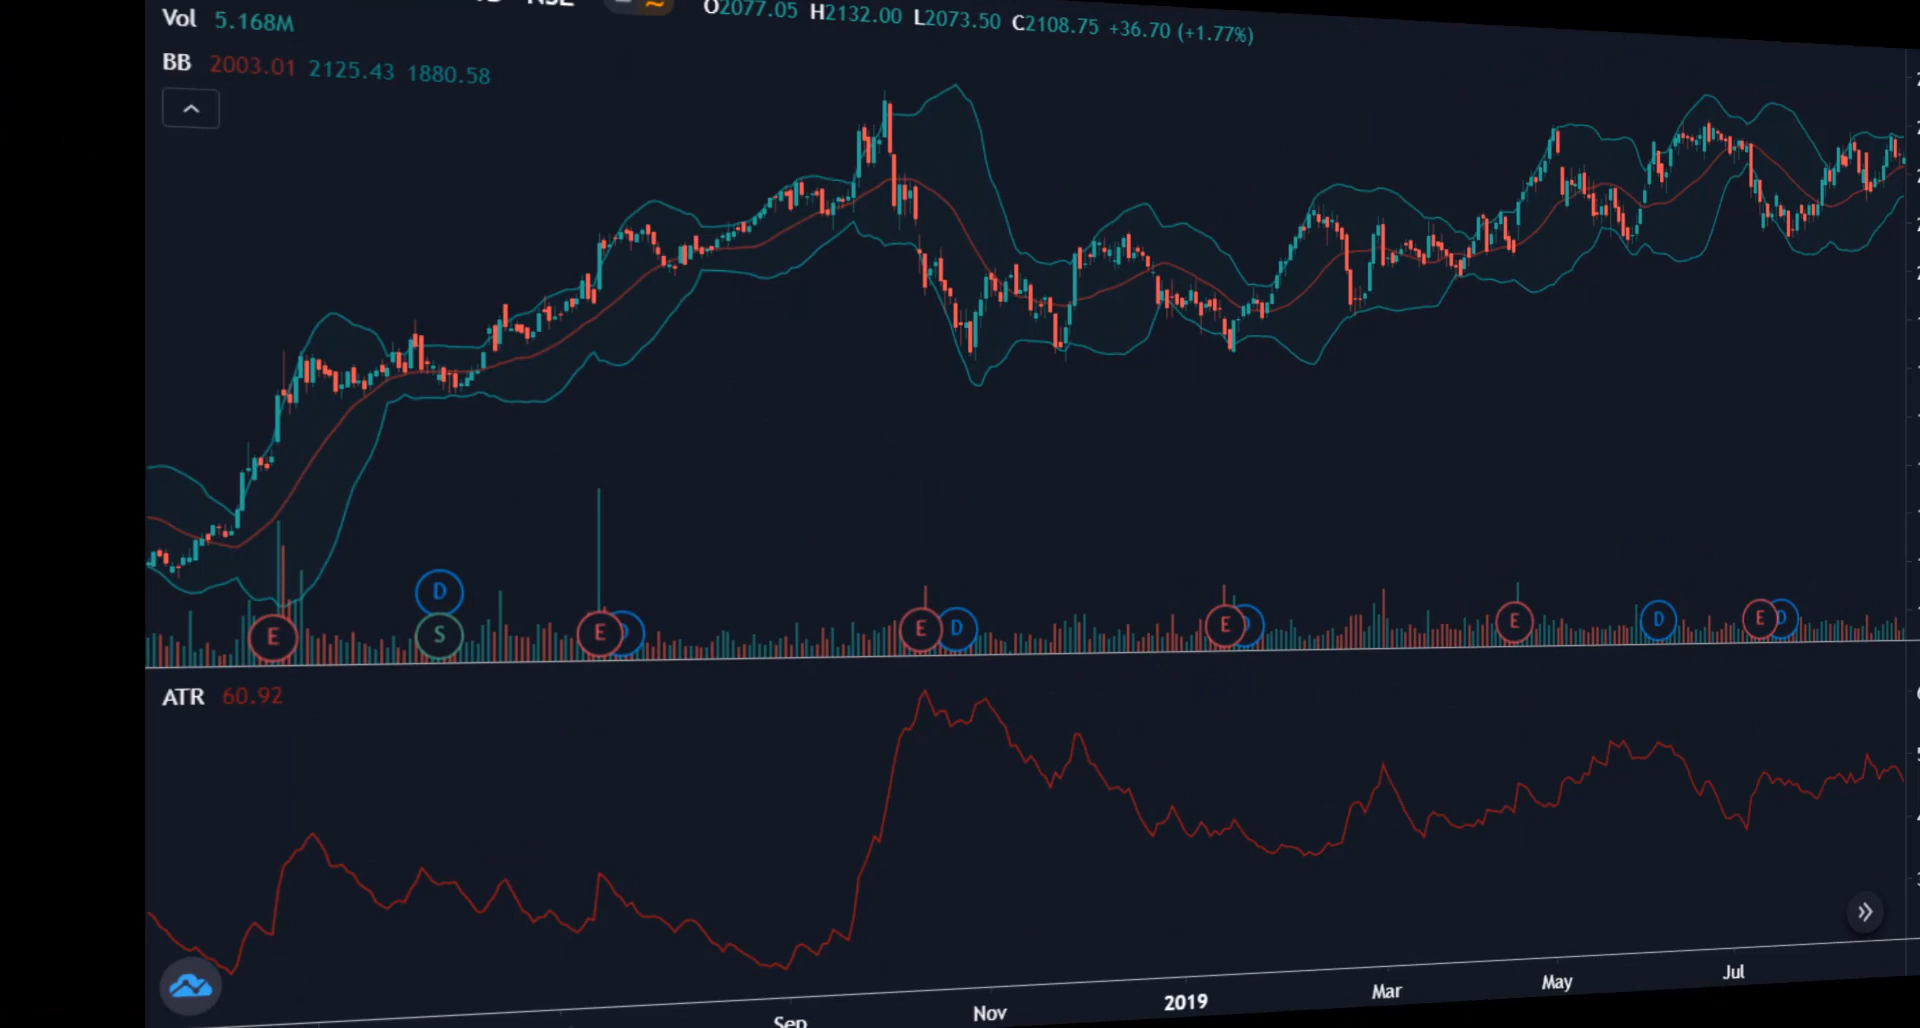 NSE O2077.05 H2132.00 L2073.50 C2108.75 +36.70 (+1.77%)
Vol 5.168M
BB 2003.01 2125.43 1880.58
D
E S E D E D E D E D E D
ATR 60.92
Sep Nov 2019 Mar May Jul